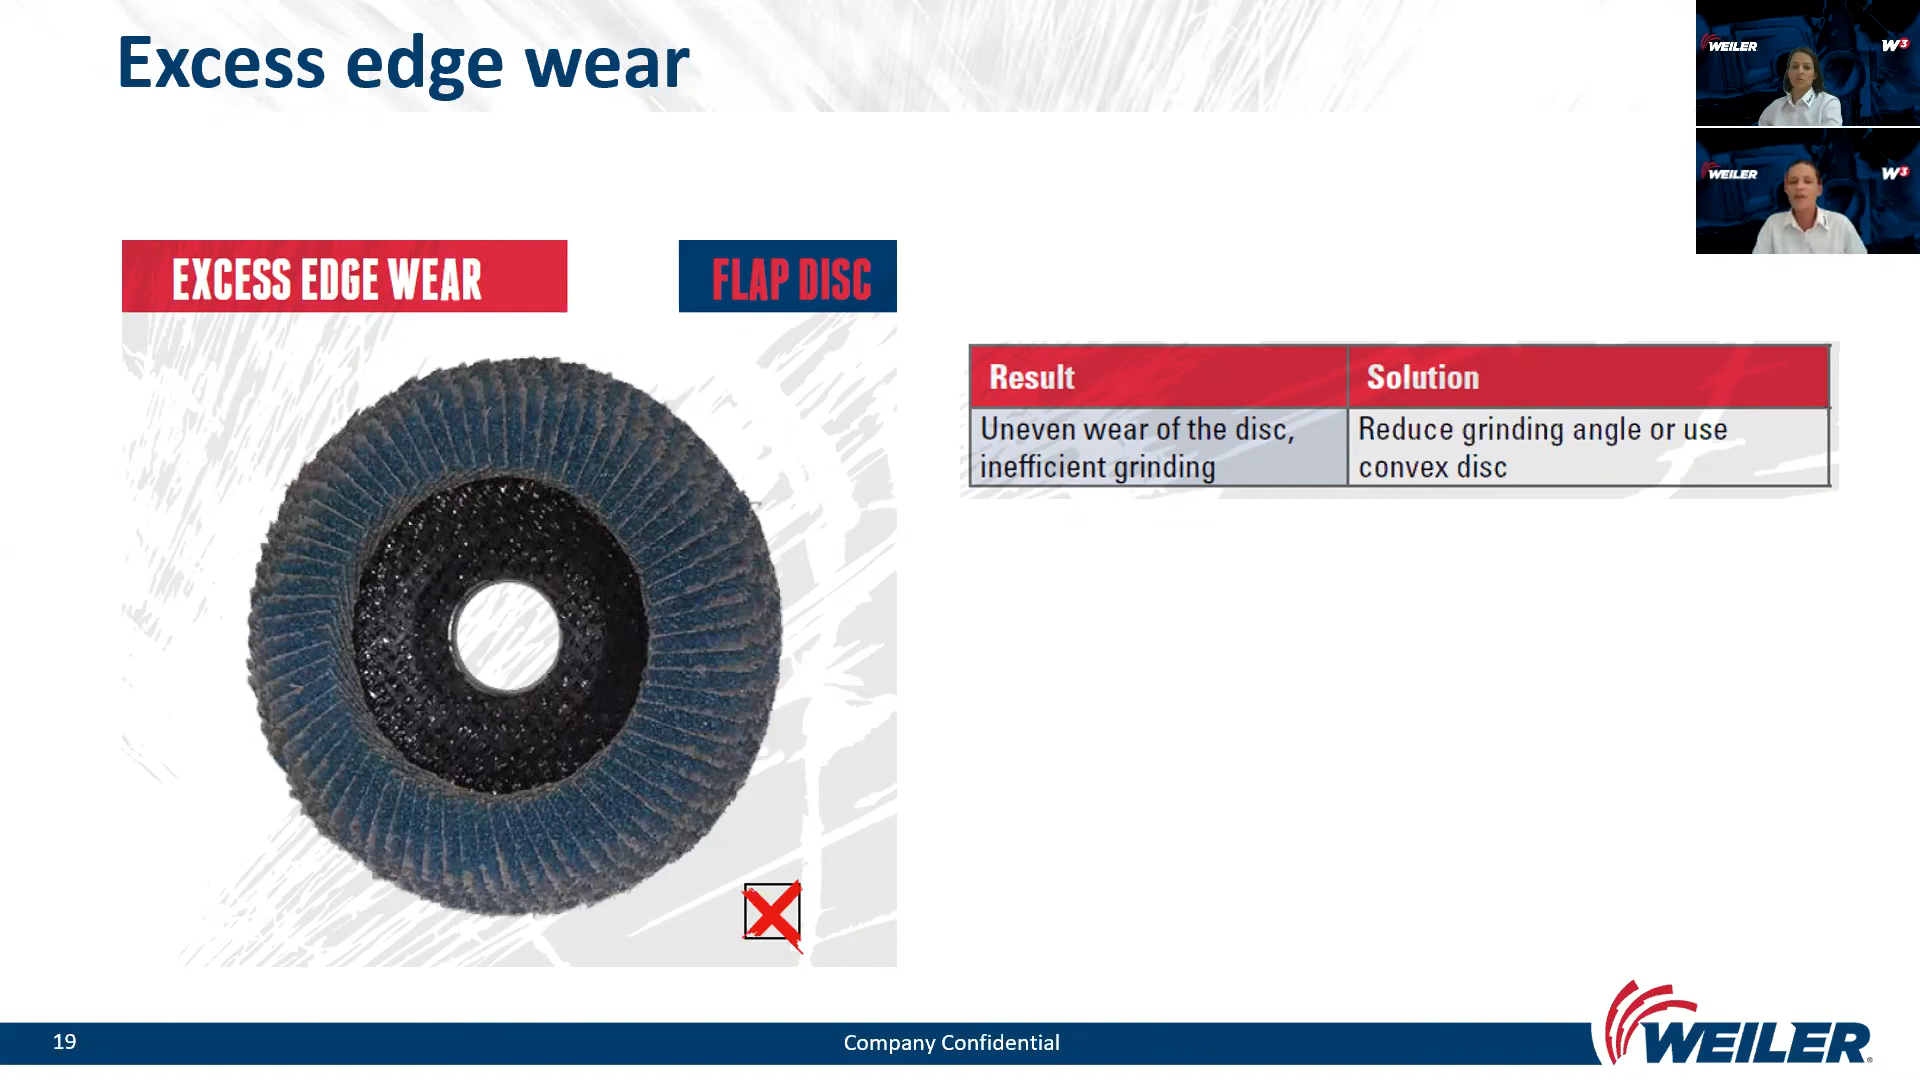 Excess edge wear
WEILER
W3
WEILER
W3
EXCESS EDGE WEAR
FLAP DISC
Result
Solution
Uneven wear of the disc,
inefficient grinding
Reduce grinding angle or use
convex disc
19
Company Confidential
WEILER